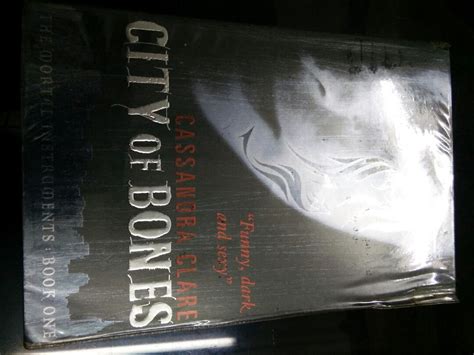 "Funny, dark
and sexy."
CASSANDRA CLARE
CITY OF BONES
THE MORTAL INSTRUMENTS BOOK ONE